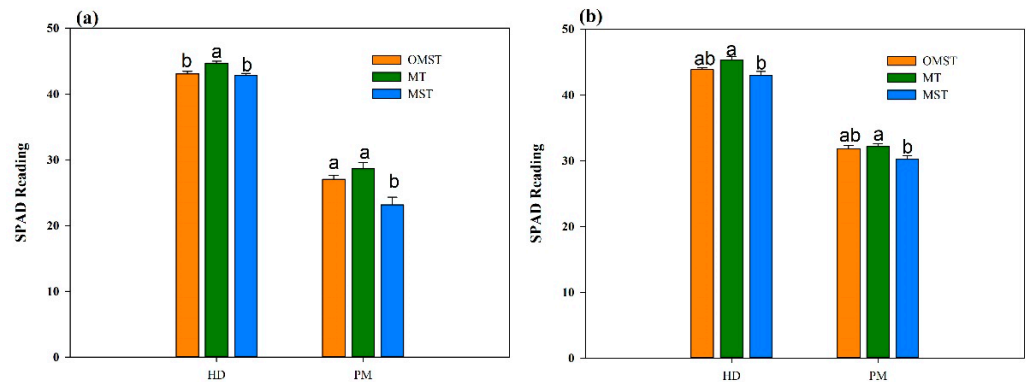 (a)
50
40
30
20
10
0
SPAD Reading
b a b
a a b
OMST
MT
MST
HD PM
(b)
50
40
30
20
10
0
SPAD Reading
ab a b
ab a b
OMST
MT
MST
HD PM